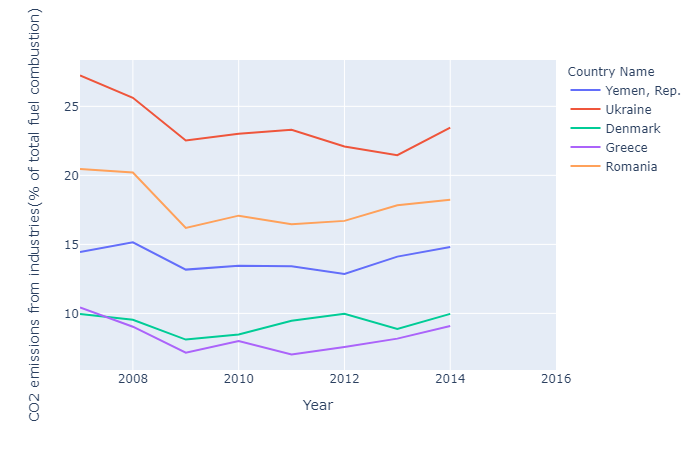 CO2 emissions from industries(% of total fuel combustion)
25
20
15
10
2008
2010
2012
2014
2016
Year
Country Name
Yemen, Rep.
Ukraine
Denmark
Greece
Romania